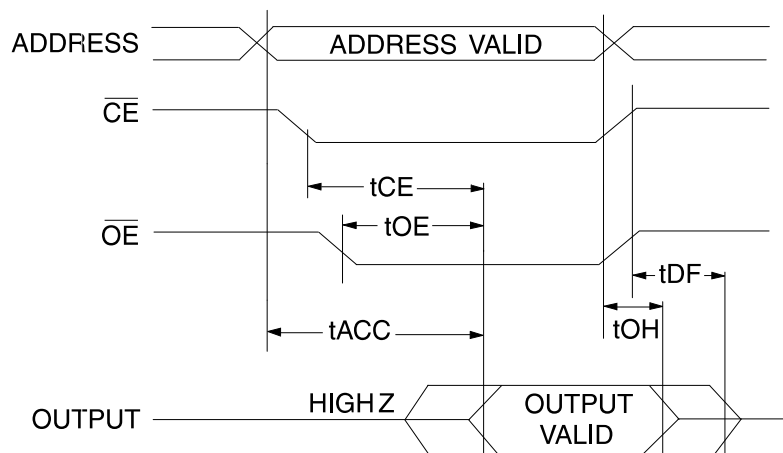 ADDRESS
ADDRESS VALID
CE
tCE
OE
tOE
tDF
tACC
tOH
OUTPUT
HIGH Z
OUTPUT
VALID